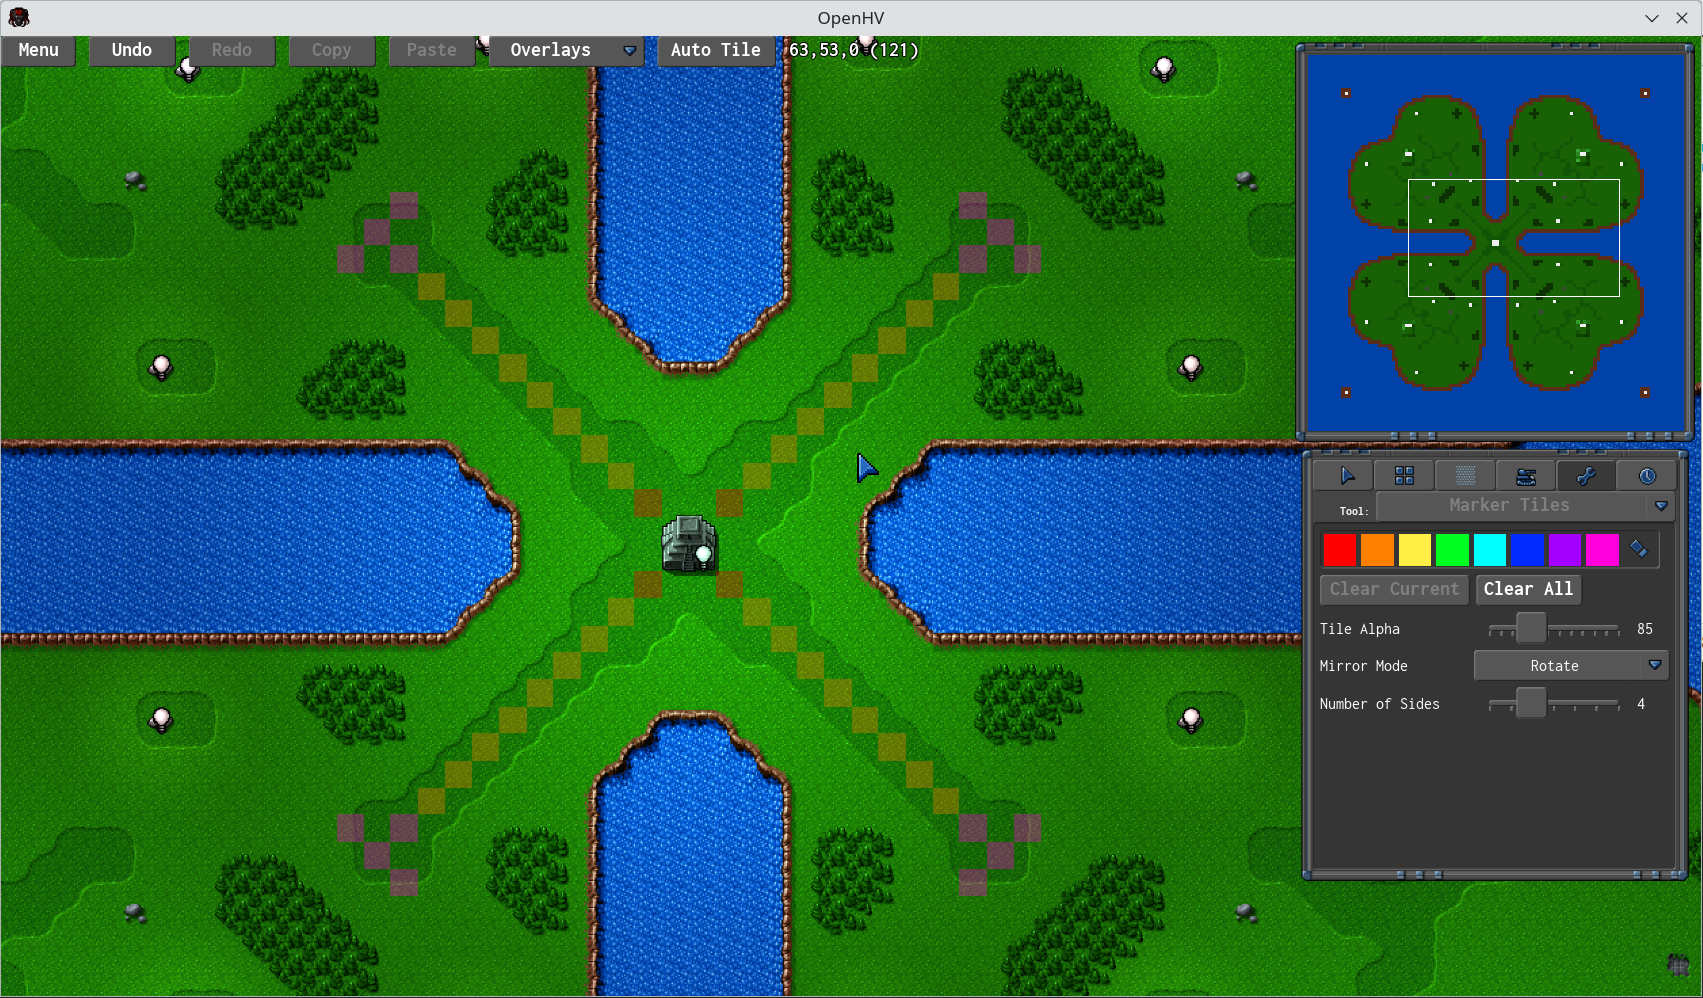 OpenHV
Menu Undo Redo Copy Paste Overlays Auto Tile 63,53,0 (121)
Tool: Marker Tiles
Clear Current Clear All
Tile Alpha 85
Mirror Mode Rotate
Number of Sides 4